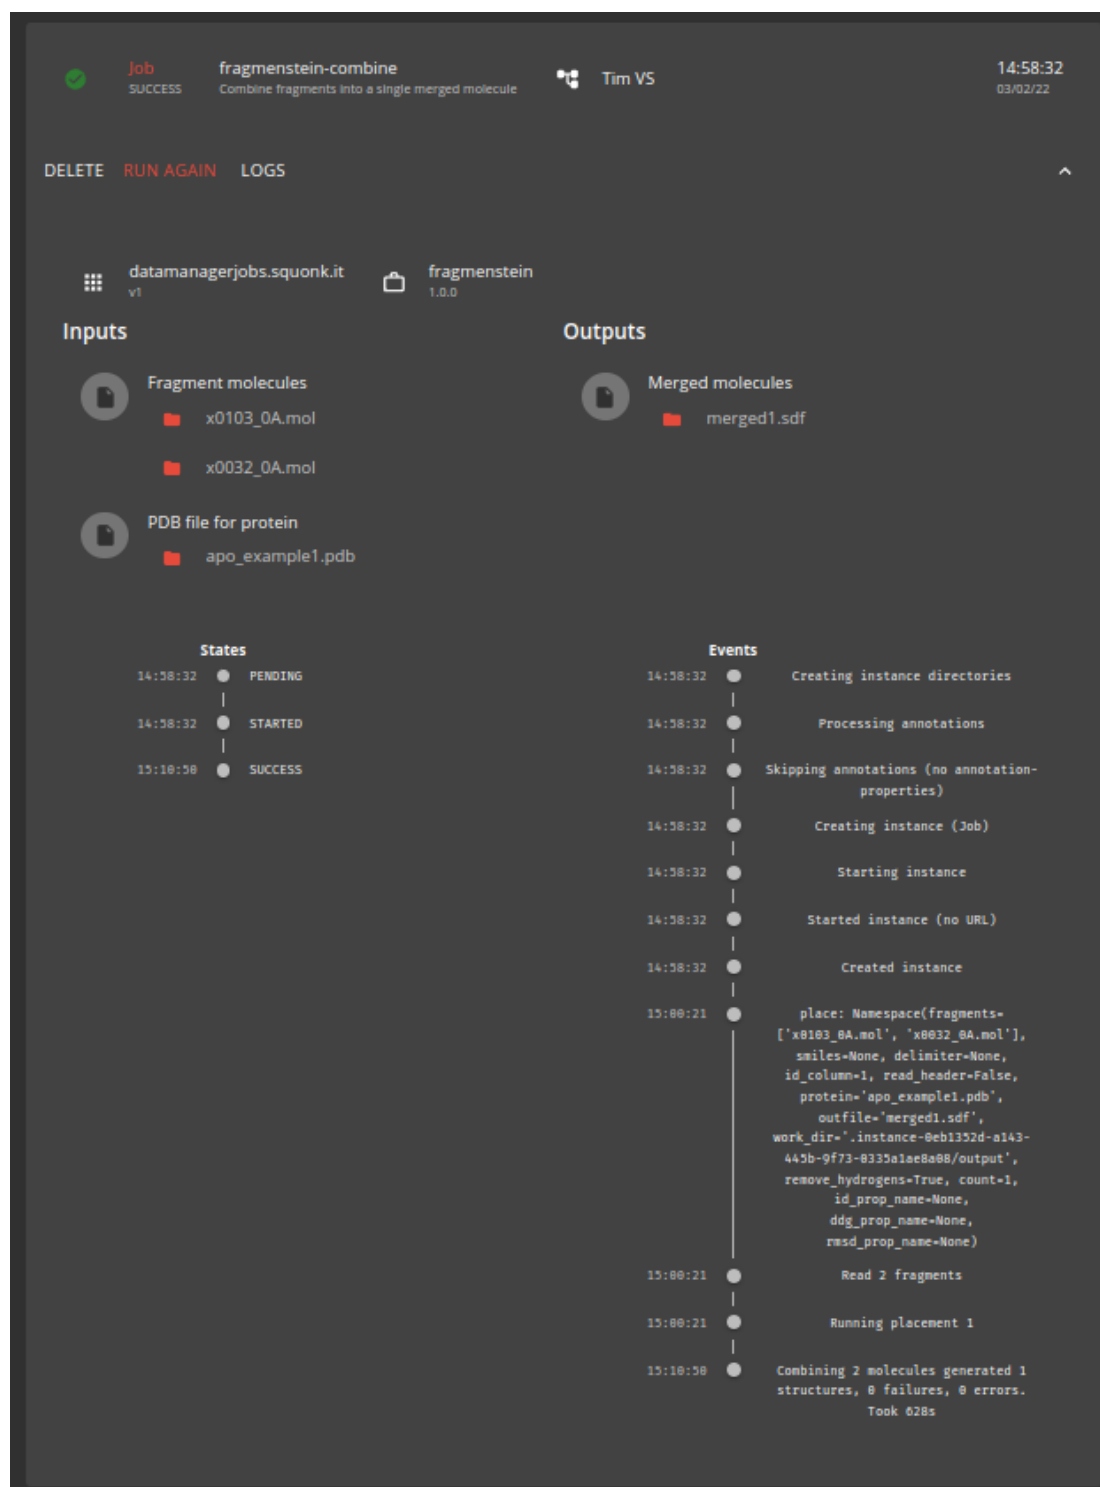 Job
SUCCESS
fragmenstein-combine
Combine fragments into a single merged molecule
Tim VS
14:58:32
03/02/22
DELETE RUN AGAIN LOGS
datamanagerjobs.squonk.it
v1
fragmenstein
1.0.0
Inputs
Fragment molecules
x0103_0A.mol
x0032_0A.mol
PDB file for protein
apo_example1.pdb
Outputs
Merged molecules
merged1.sdf
States
14:58:32 PENDING
14:58:32 STARTED
15:10:50 SUCCESS
Events
14:58:32 Creating instance directories
14:58:32 Processing annotations
14:58:32 Skipping annotations (no annotation-
properties)
14:58:32 Creating instance (Job)
14:58:32 Starting instance
14:58:32 Started instance (no URL)
14:58:32 Created instance
15:00:21 place: Namespace(fragments=
['x0103_0A.mol', 'x0032_0A.mol'],
smiles=None, delimiter=None,
id_column=1, read_header=False,
protein='apo_example1.pdb',
outfile='merged1.sdf',
work_dir='.instance-0eb1352d-a143-
445b-9f73-0335a1ae8a08/output',
remove_hydrogens=True, count=1,
id_prop_name=None,
ddg_prop_name=None,
rmsd_prop_name=None)
15:00:21 Read 2 fragments
15:00:21 Running placement 1
15:10:50 Combining 2 molecules generated 1
structures, 0 failures, 0 errors.
Took 628s